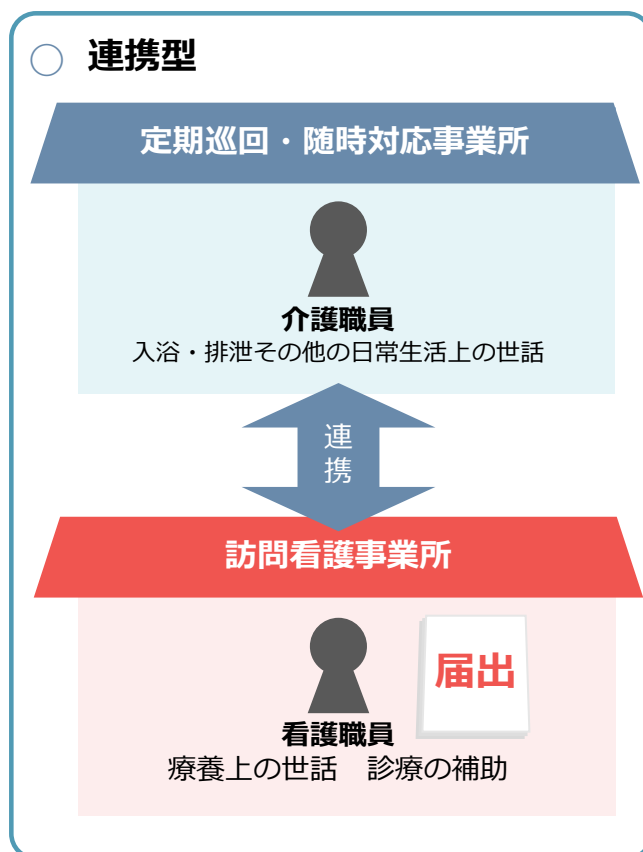 ○ 連携型
定期巡回・随時対応事業所
介護職員
入浴・排泄その他の日常生活上の世話
連
携
訪問看護事業所
届出
看護職員
療養上の世話　診療の補助